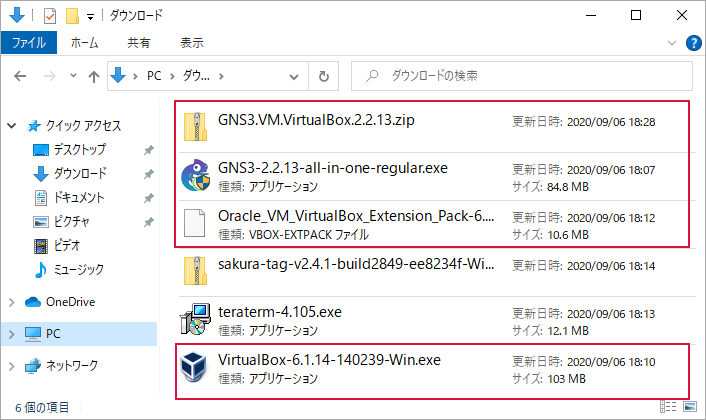 ダウンロード
ファイル ホーム 共有 表示
PC ダウ... ダウンロードの検索
クイック アクセス
デスクトップ
ダウンロード
ドキュメント
ピクチャ
ビデオ
ミュージック
OneDrive
PC
ネットワーク
GNS3.VM.VirtualBox.2.2.13.zip 更新日時: 2020/09/06 18:28
GNS3-2.2.13-all-in-one-regular.exe 更新日時: 2020/09/06 18:07
種類: アプリケーション サイズ: 84.8 MB
Oracle_VM_VirtualBox_Extension_Pack-6.... 更新日時: 2020/09/06 18:12
種類: VBOX-EXTPACK ファイル サイズ: 10.6 MB
sakura-tag-v2.4.1-build2849-ee8234f-Wi... 更新日時: 2020/09/06 18:14
teraterm-4.105.exe 更新日時: 2020/09/06 18:13
種類: アプリケーション サイズ: 12.1 MB
VirtualBox-6.1.14-140239-Win.exe 更新日時: 2020/09/06 18:10
種類: アプリケーション サイズ: 103 MB
6 個の項目